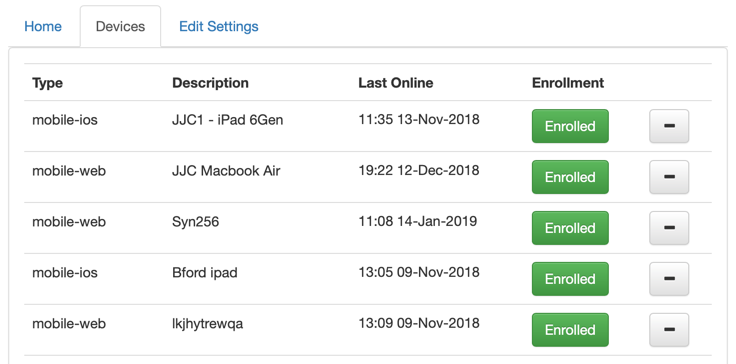 Home Devices Edit Settings
Type Description Last Online Enrollment
mobile-ios JJC1 - iPad 6Gen 11:35 13-Nov-2018 Enrolled
mobile-web JJC Macbook Air 19:22 12-Dec-2018 Enrolled
mobile-web Syn256 11:08 14-Jan-2019 Enrolled
mobile-ios Bford ipad 13:05 09-Nov-2018 Enrolled
mobile-web lkjhytrewqa 13:09 09-Nov-2018 Enrolled